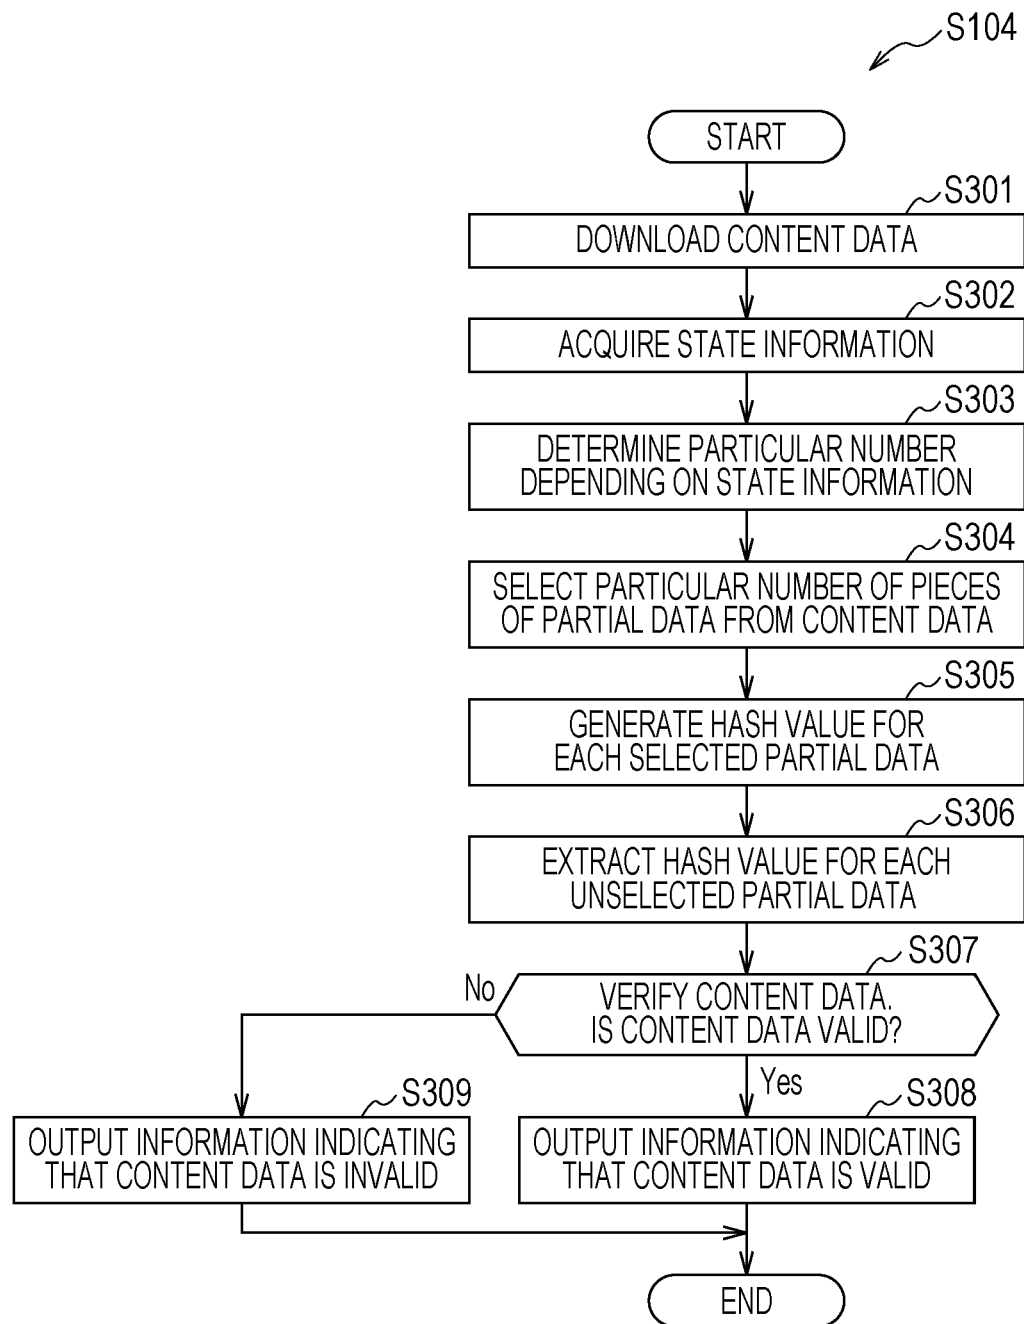 S104
START
S301
DOWNLOAD CONTENT DATA
S302
ACQUIRE STATE INFORMATION
S303
DETERMINE PARTICULAR NUMBER
DEPENDING ON STATE INFORMATION
S304
SELECT PARTICULAR NUMBER OF PIECES
OF PARTIAL DATA FROM CONTENT DATA
S305
GENERATE HASH VALUE FOR
EACH SELECTED PARTIAL DATA
S306
EXTRACT HASH VALUE FOR EACH
UNSELECTED PARTIAL DATA
S307
VERIFY CONTENT DATA.
IS CONTENT DATA VALID?
No
Yes
S309
OUTPUT INFORMATION INDICATING
THAT CONTENT DATA IS INVALID
S308
OUTPUT INFORMATION INDICATING
THAT CONTENT DATA IS VALID
END